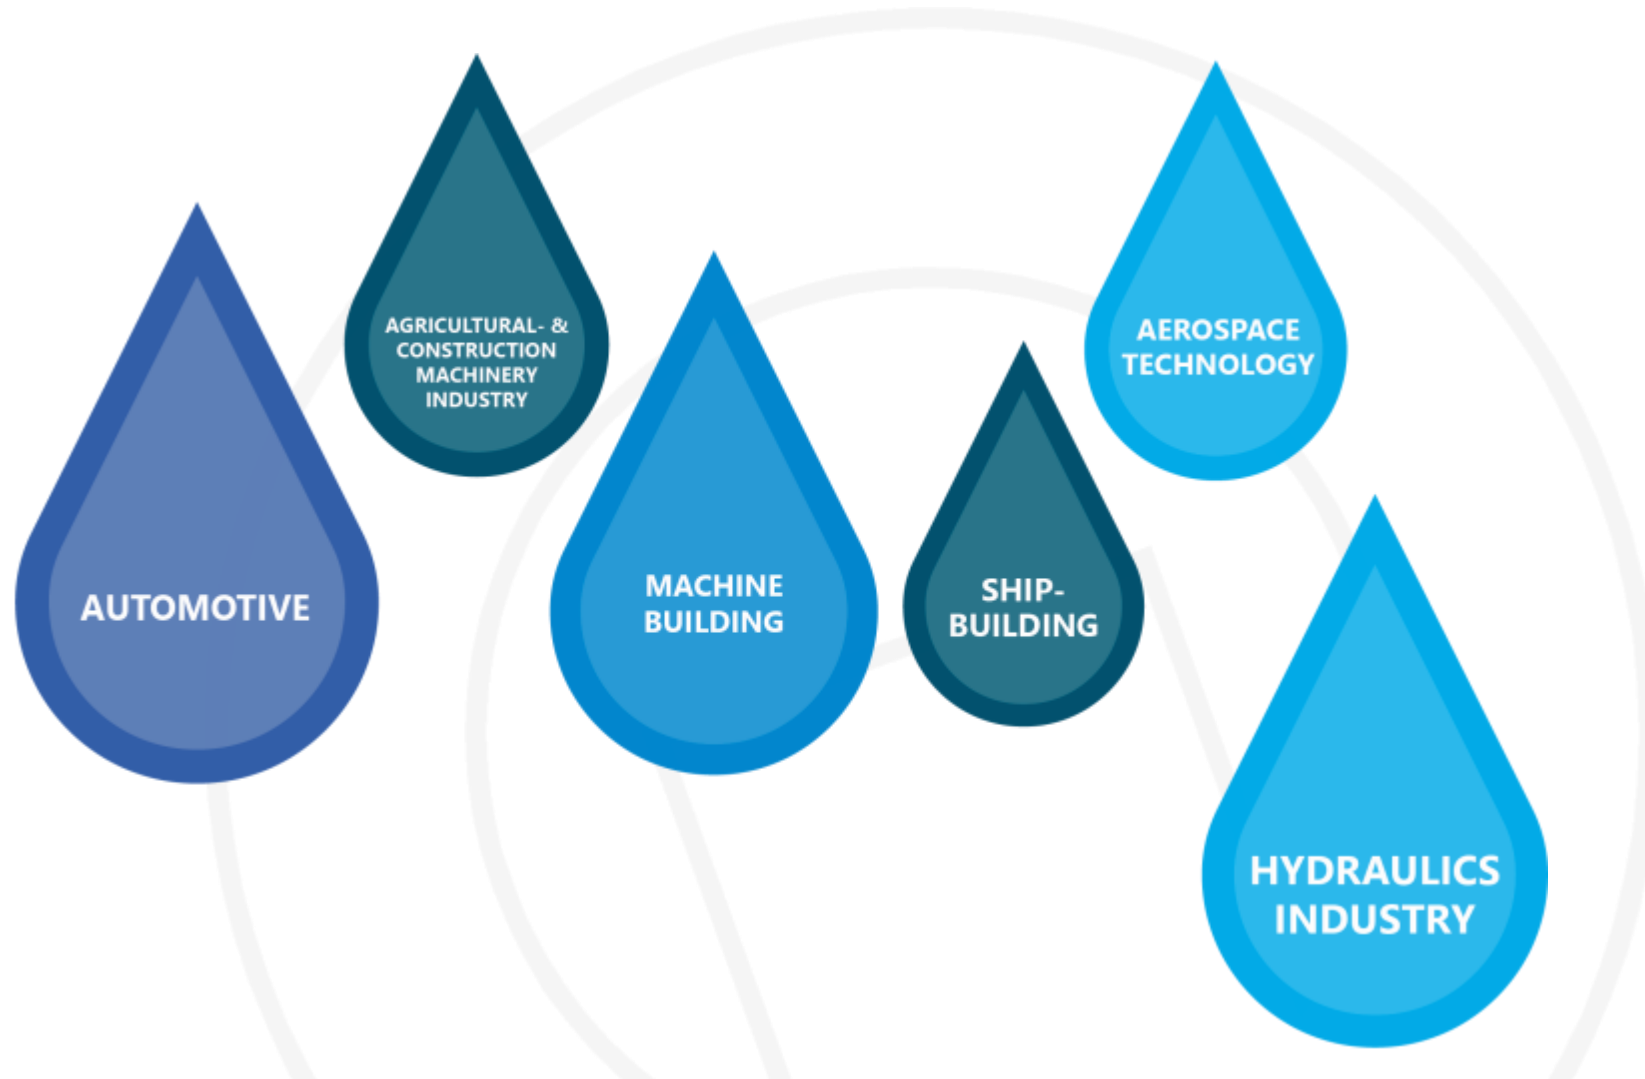 AUTOMOTIVE
AGRICULTURAL- &
CONSTRUCTION
MACHINERY
INDUSTRY
MACHINE
BUILDING
SHIP-
BUILDING
AEROSPACE
TECHNOLOGY
HYDRAULICS
INDUSTRY